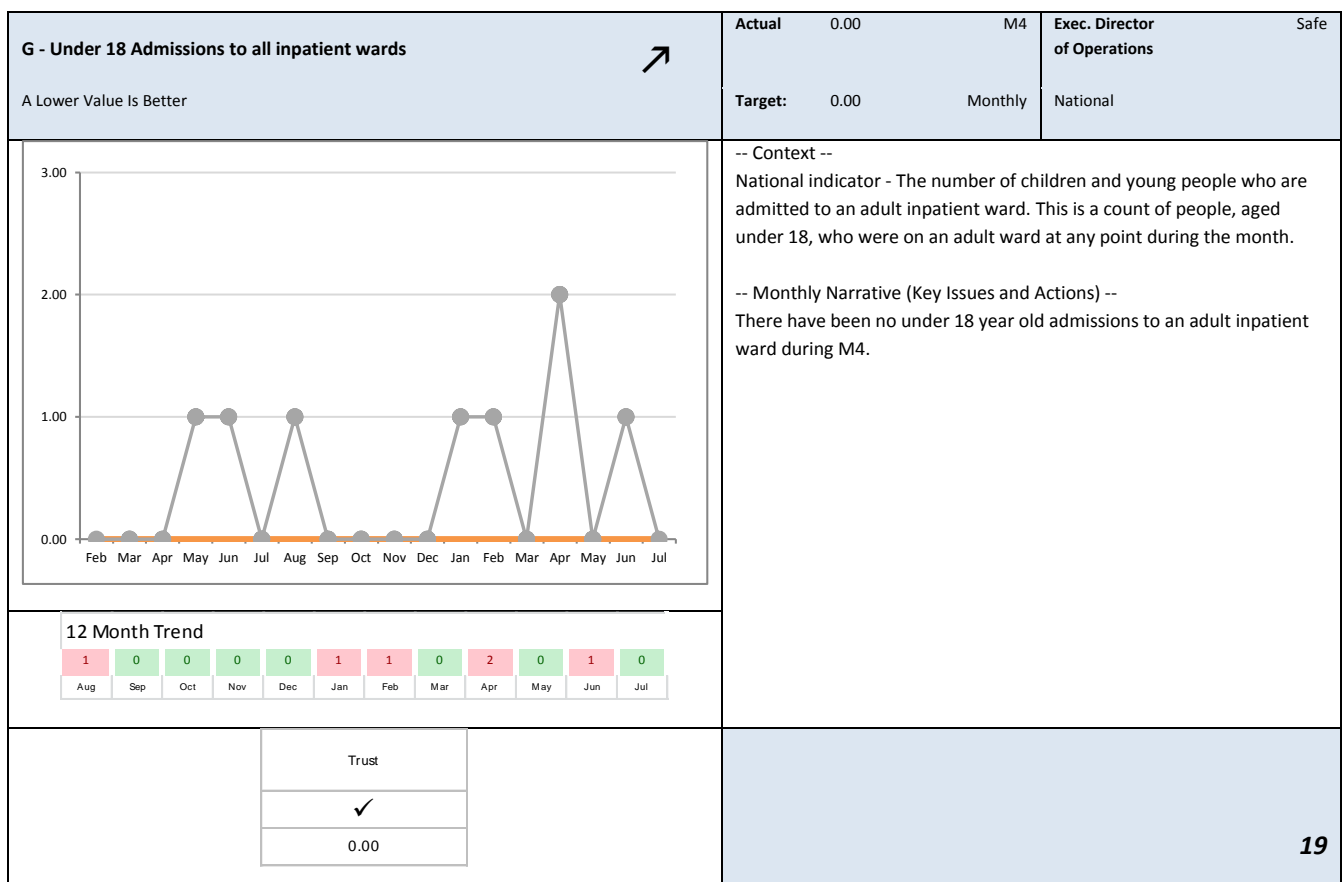 G - Under 18 Admissions to all inpatient wards ↗
A Lower Value Is Better
Actual 0.00 M4
Target: 0.00 Monthly
Exec. Director Safe
of Operations
National
3.00
2.00
1.00
0.00
Feb Mar Apr May Jun Jul Aug Sep Oct Nov Dec Jan Feb Mar Apr May Jun Jul
-- Context --
National indicator - The number of children and young people who are
admitted to an adult inpatient ward. This is a count of people, aged
under 18, who were on an adult ward at any point during the month.
-- Monthly Narrative (Key Issues and Actions) --
There have been no under 18 year old admissions to an adult inpatient
ward during M4.
12 Month Trend
1 0 0 0 0 1 1 0 2 0 1 0
Aug Sep Oct Nov Dec Jan Feb Mar Apr May Jun Jul
Trust
✓
0.00
19